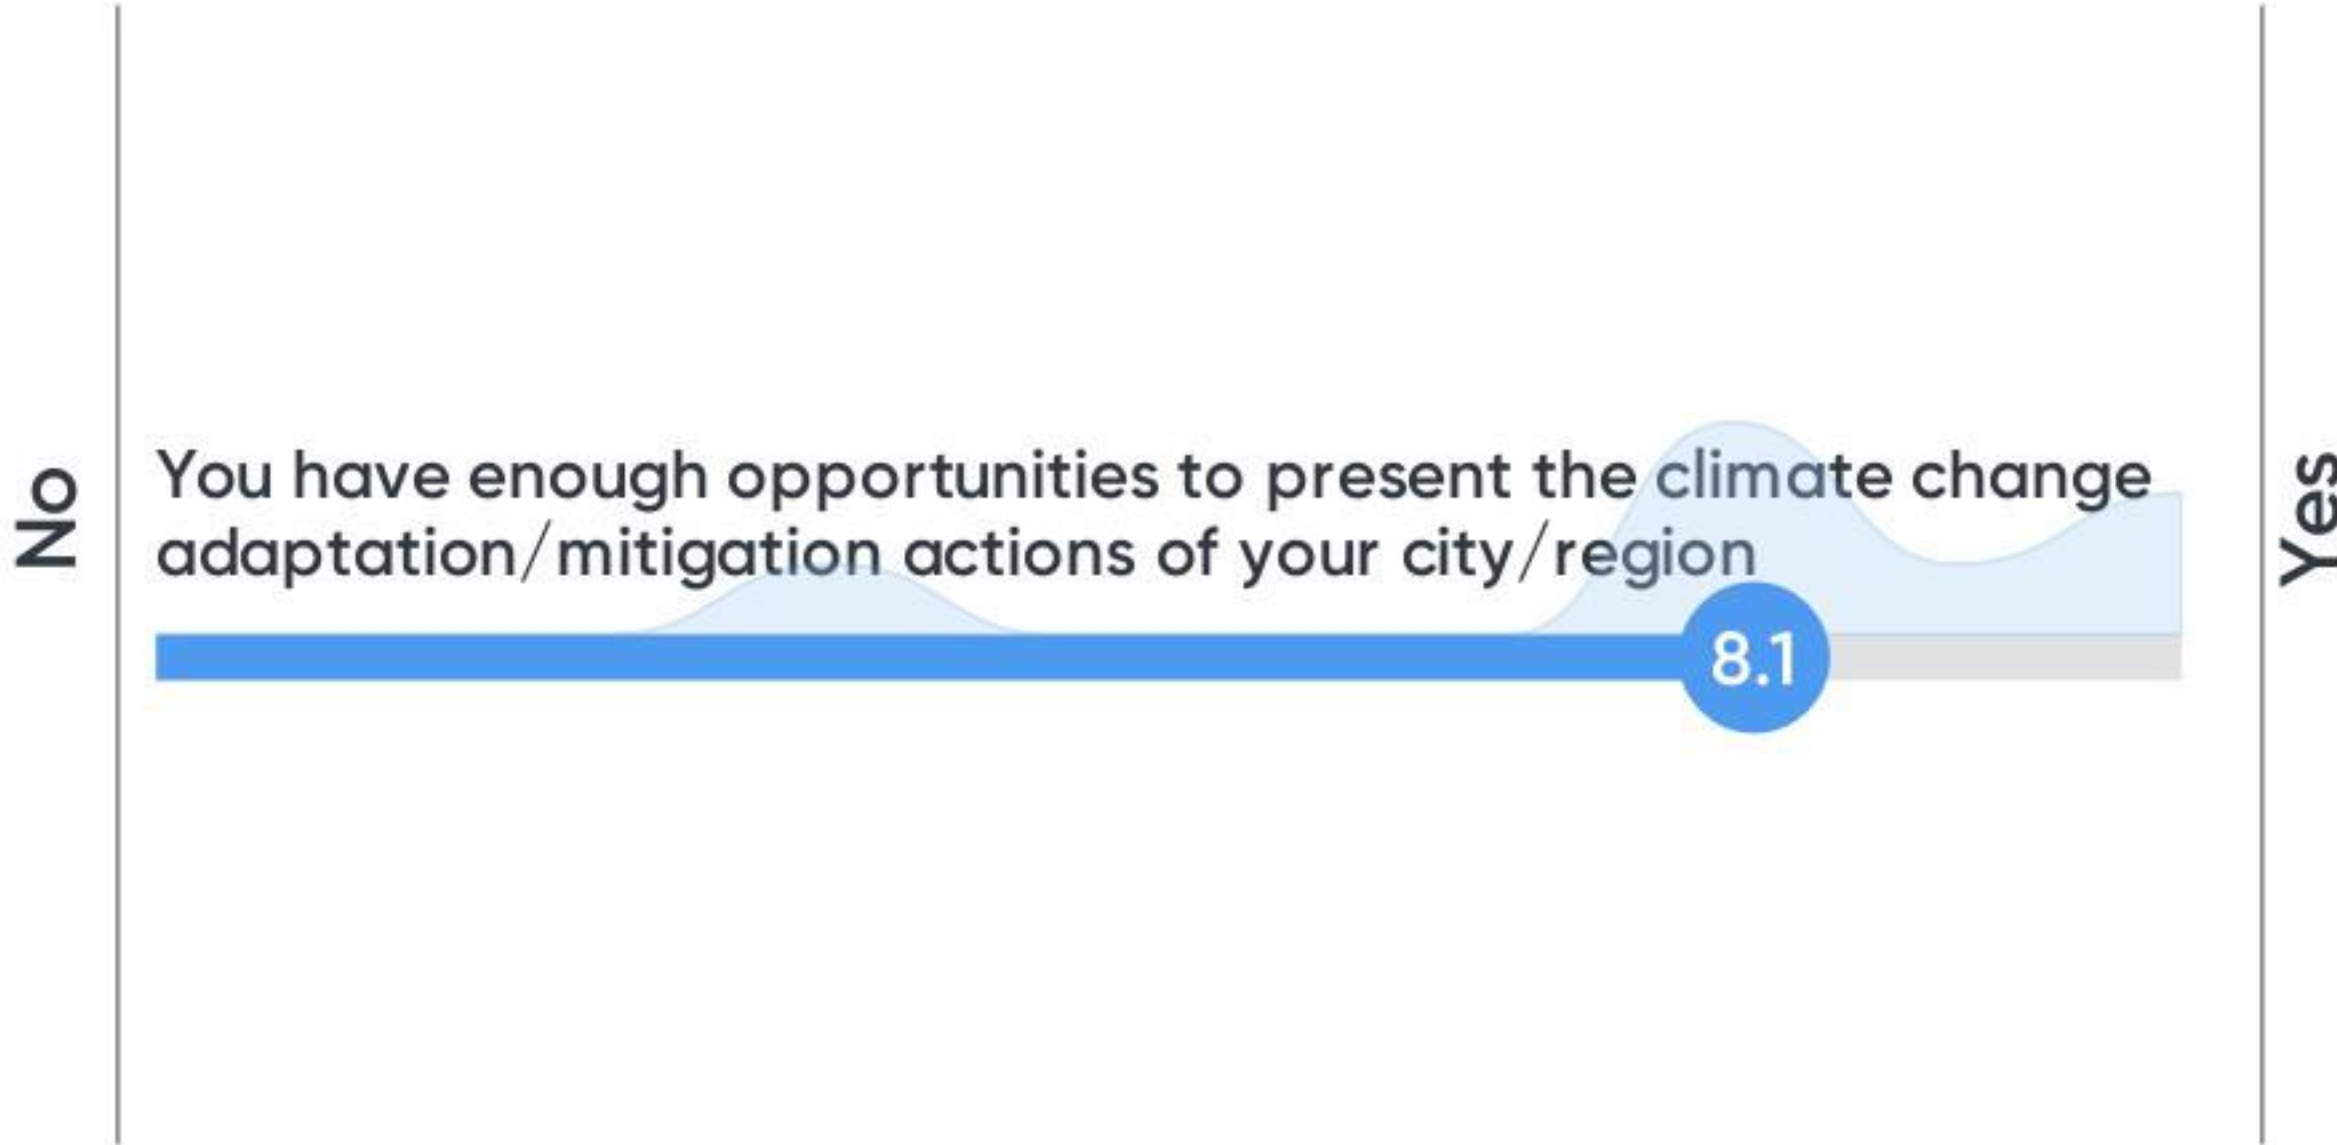 No
You have enough opportunities to present the climate change
adaptation/mitigation actions of your city/region
8.1
Yes